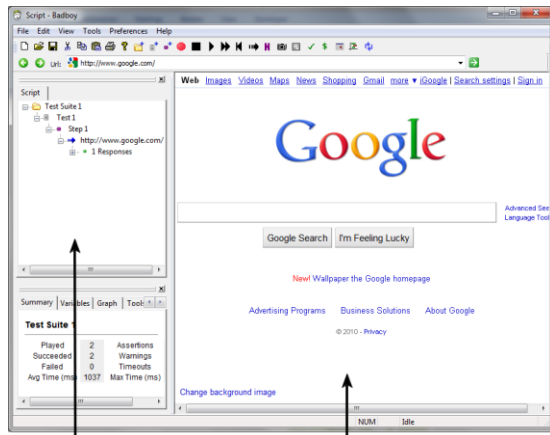 Script - Badboy
File Edit View Tools Preferences Help
Url: http://www.google.com/
Script
Test Suite 1
Test 1
Step 1
http://www.google.com/
1 Responses
Summary Variables Graph Tools
Test Suite 1
Played 2 Assertions
Succeeded 2 Warnings
Failed 0 Timeouts
Avg Time (ms) 1037 Max Time (ms)
Web Images Videos Maps News Shopping Gmail more ▼ iGoogle | Search settings | Sign in
Google
Advanced Sea
Language Tool
Google Search I'm Feeling Lucky
New! Wallpaper the Google homepage
Advertising Programs Business Solutions About Google
© 2010 - Privacy
Change background image
NUM Idle